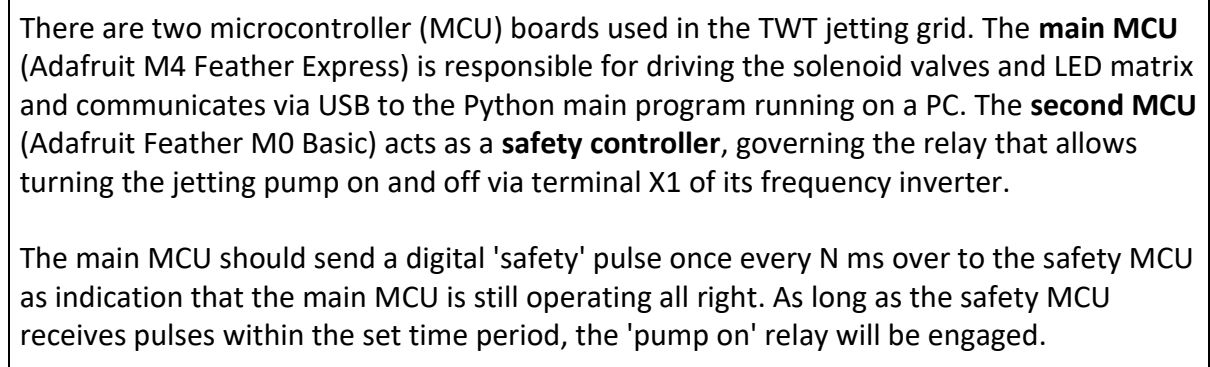 There are two microcontroller (MCU) boards used in the TWT jetting grid. The main MCU
(Adafruit M4 Feather Express) is responsible for driving the solenoid valves and LED matrix
and communicates via USB to the Python main program running on a PC. The second MCU
(Adafruit Feather M0 Basic) acts as a safety controller, governing the relay that allows
turning the jetting pump on and off via terminal X1 of its frequency inverter.
The main MCU should send a digital 'safety' pulse once every N ms over to the safety MCU
as indication that the main MCU is still operating all right. As long as the safety MCU
receives pulses within the set time period, the 'pump on' relay will be engaged.